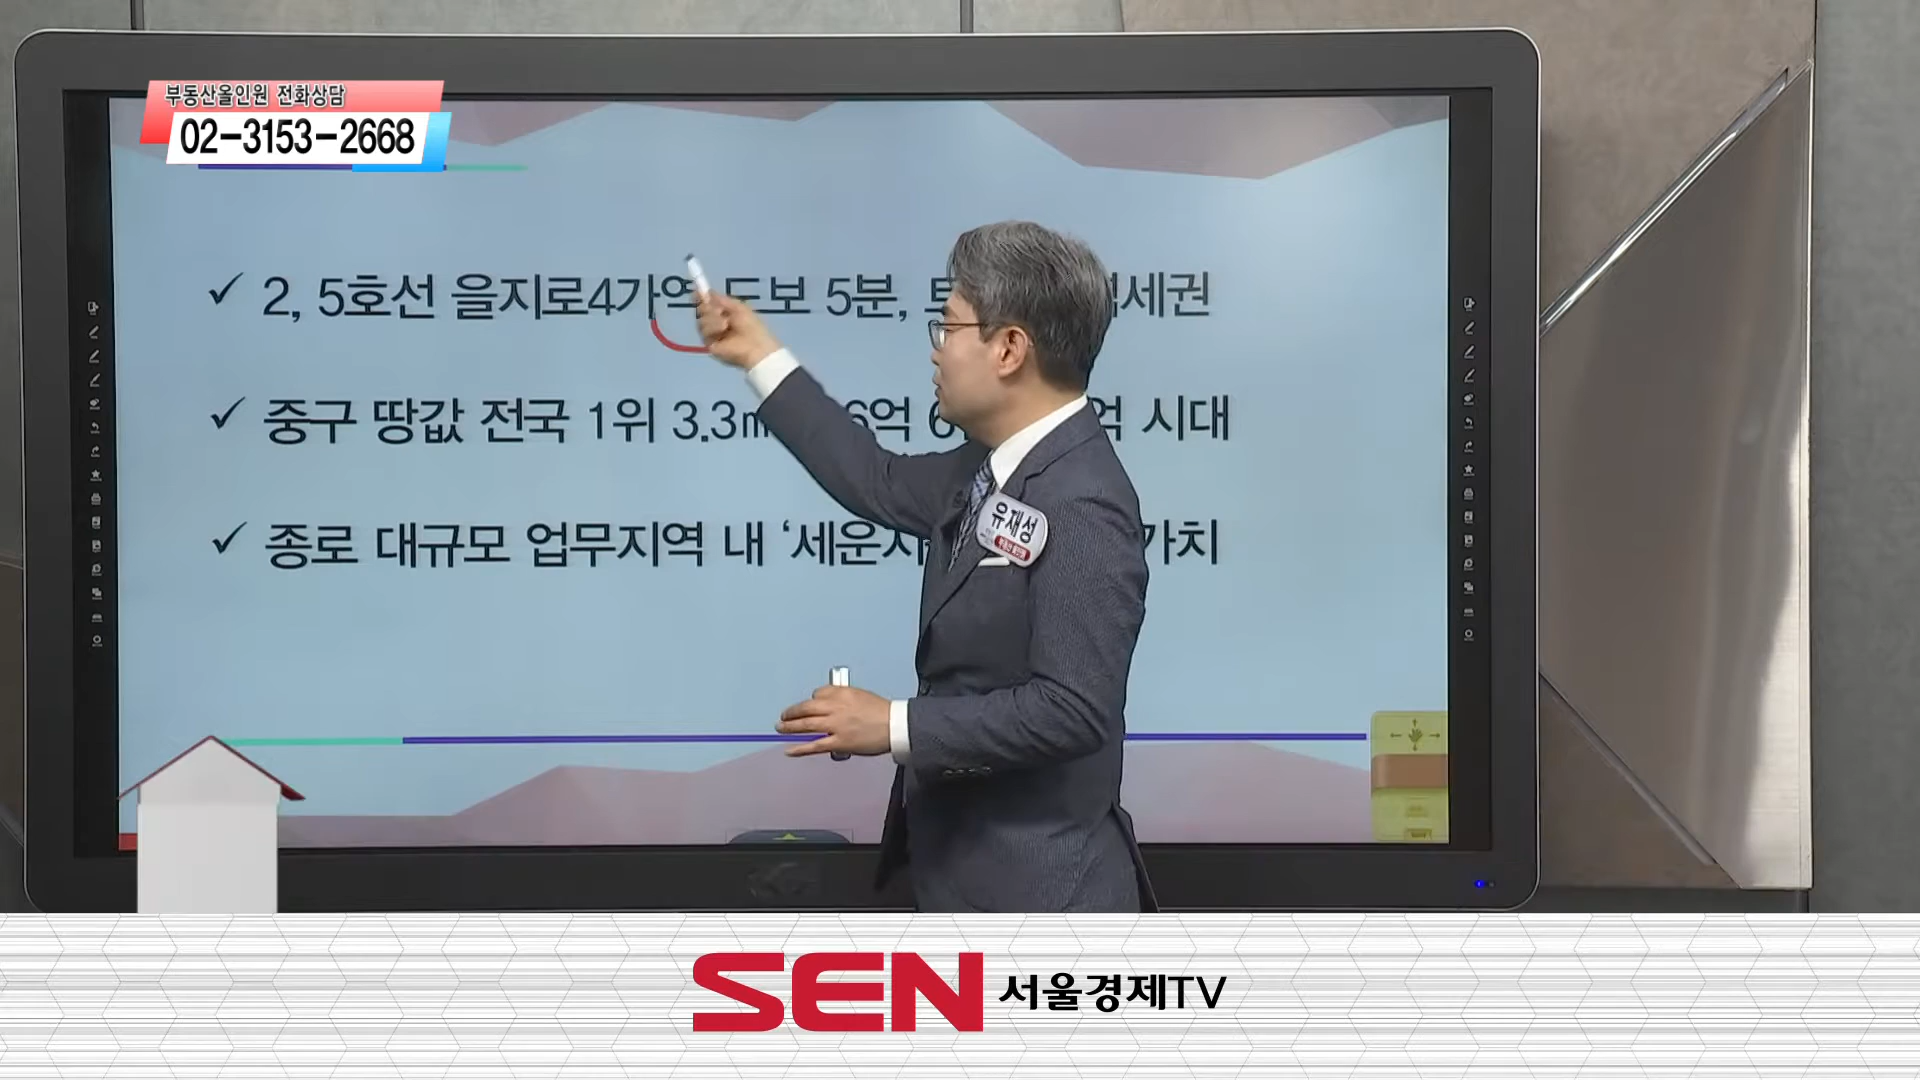 부동산올인원 전화상담
02-3153-2668
✓ 2, 5호선 을지로4가역 도보 5분, 세권
✓ 중구 땅값 전국 1위 3.3㎡ 6억 억 시대
✓ 종로 대규모 업무지역 내 ‘세운 가치
유재성
SEN 서울경제TV